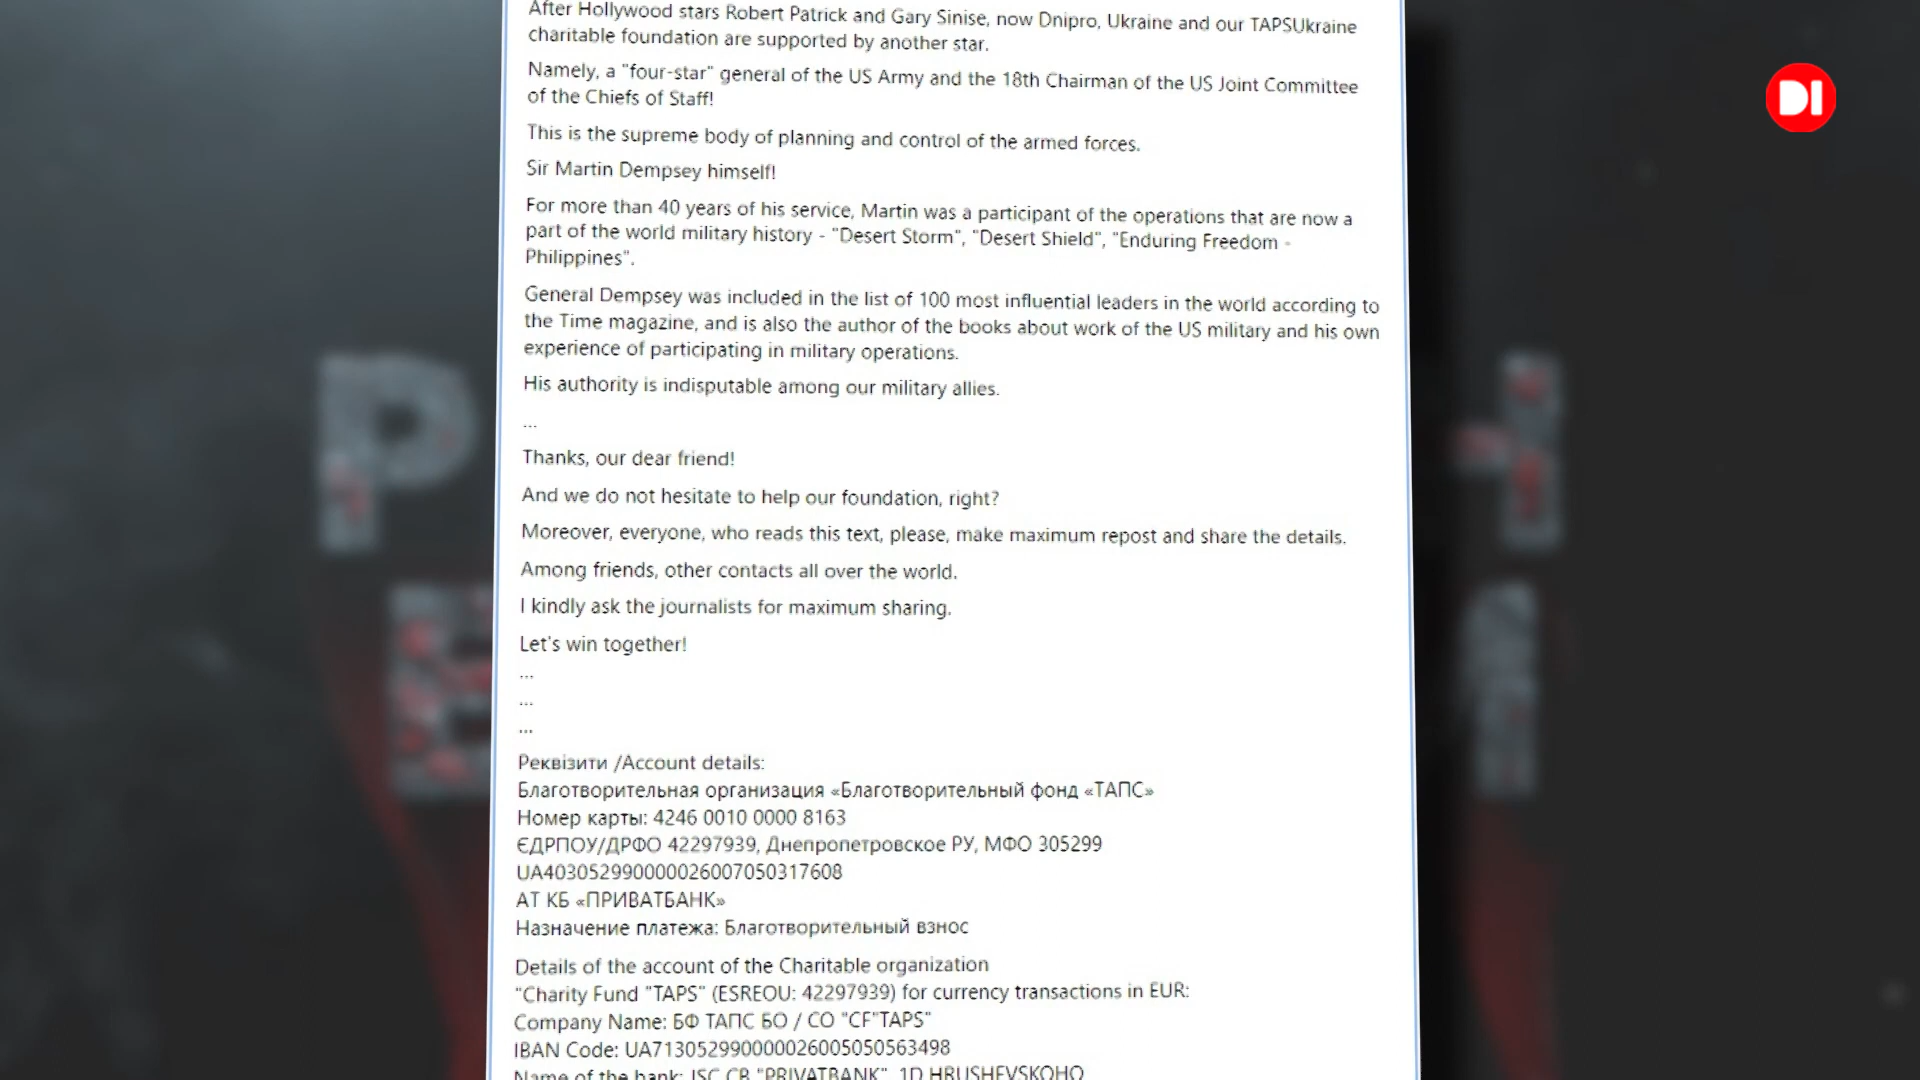 After Hollywood stars Robert Patrick and Gary Sinise, now Dnipro, Ukraine and our TAPSUkraine
charitable foundation are supported by another star.
Namely, a "four-star" general of the US Army and the 18th Chairman of the US Joint Committee
of the Chiefs of Staff!
This is the supreme body of planning and control of the armed forces.
Sir Martin Dempsey himself!
For more than 40 years of his service, Martin was a participant of the operations that are now a
part of the world military history - "Desert Storm", "Desert Shield", "Enduring Freedom -
Philippines".
General Dempsey was included in the list of 100 most influential leaders in the world according to
the Time magazine, and is also the author of the books about work of the US military and his own
experience of participating in military operations.
His authority is indisputable among our military allies.
...
Thanks, our dear friend!
And we do not hesitate to help our foundation, right?
Moreover, everyone, who reads this text, please, make maximum repost and share the details.
Among friends, other contacts all over the world.
I kindly ask the journalists for maximum sharing.
Let's win together!
...
...
...
Реквізити /Account details:
Благотворительная организация «Благотворительный фонд «ТАПС»
Номер карты: 4246 0010 0000 8163
ЄДРПОУ/ДРФО 42297939, Днепропетровское РУ, МФО 305299
UA403052990000026007050317608
АТ КБ «ПРИВАТБАНК»
Назначение платежа: Благотворительный взнос
Details of the account of the Charitable organization
"Charity Fund "TAPS" (ESREOU: 42297939) for currency transactions in EUR:
Company Name: БФ ТАПС БО / CO "CF"TAPS"
IBAN Code: UA713052990000026005050563498
Name of the bank: JSC CB "PRIVATBANK", 1D HRUSHEVSKOHO
DI